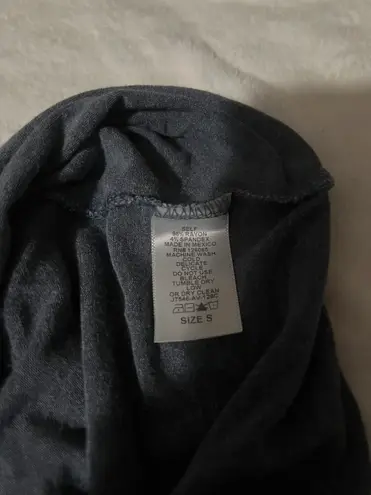 SELF
96% RAYON
4% SPANDEX
MADE IN MEXICO
MACHINE WASH
COLD
DELICATE
CYCLE
DO NOT USE
BLEACH
TUMBLE DRY
LOW
OR DRY CLEAN
SIZE S